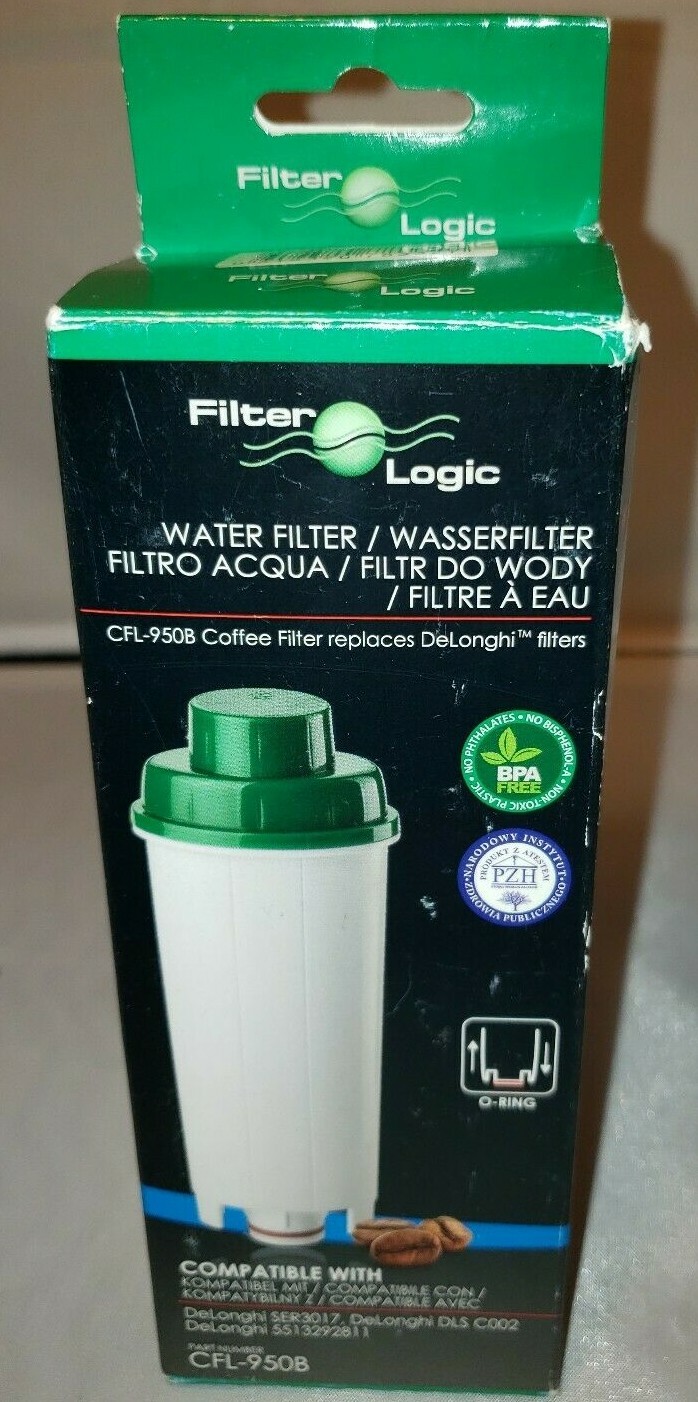 Filter
Logic
Filter
Logic
Filter
Logic
WATER FILTER / WASSERFILTER
FILTRO ACQUA / FILTR DO WODY
/ FILTRE À EAU
CFL-950B Coffee Filter replaces DeLonghi™ filters
NO PHTHALATES • NO BISPHENOL-A • NON-TOXIC PLASTIC •
BPA
FREE
• NARODOWY INSTYTUT •
ZDROWIA PUBLICZNEGO
PRODUKT Z ATESTEM
PZH
O-RING
COMPATIBLE WITH
KOMPATIBEL MIT / COMPATIBILE CON /
KOMPATYBILNY Z / COMPATIBLE AVEC
DeLonghi SER3017, DeLonghi DLS C002
DeLonghi 5513292811
PART NUMBER
CFL-950B